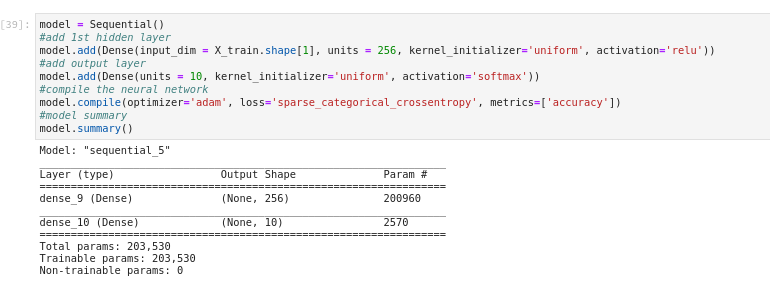 [39]:
model = Sequential()
#add 1st hidden layer
model.add(Dense(input_dim = X_train.shape[1], units = 256, kernel_initializer='uniform', activation='relu'))
#add output layer
model.add(Dense(units = 10, kernel_initializer='uniform', activation='softmax'))
#compile the neural network
model.compile(optimizer='adam', loss='sparse_categorical_crossentropy', metrics=['accuracy'])
#model summary
model.summary()
Model: "sequential_5"
_________________________________________________________________
Layer (type)                 Output Shape              Param #
=================================================================
dense_9 (Dense)              (None, 256)               200960
_________________________________________________________________
dense_10 (Dense)             (None, 10)                2570
=================================================================
Total params: 203,530
Trainable params: 203,530
Non-trainable params: 0